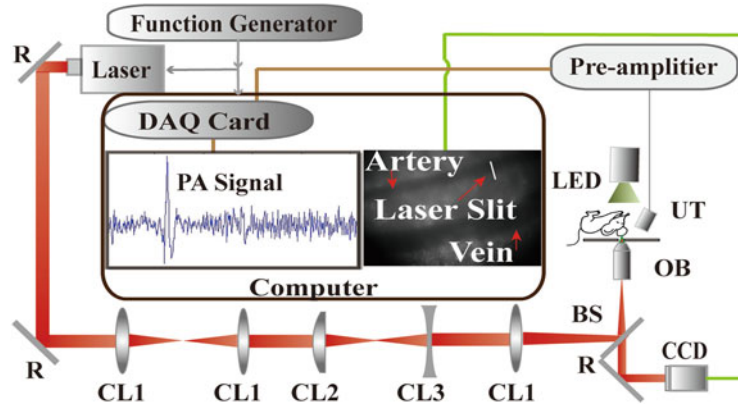 Function Generator
R
Laser
Pre-amplitier
DAQ Card
PA Signal
Artery
Laser Slit
Vein
LED
UT
OB
Computer
BS
R
CCD
R
CL1
CL1
CL2
CL3
CL1